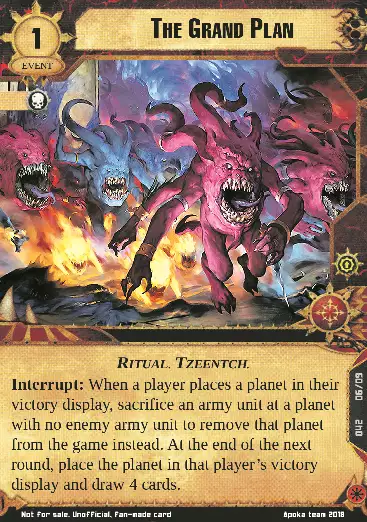 1
THE GRAND PLAN
EVENT
RITUAL. TZEENTCH.
Interrupt: When a player places a planet in their
victory display, sacrifice an army unit at a planet
with no enemy army unit to remove that planet
from the game instead. At the end of the next
round, place the planet in that player's victory
display and draw 4 cards.
042 06/09
Not for sale. Unofficial. Fan-made card
Apoka team 2018